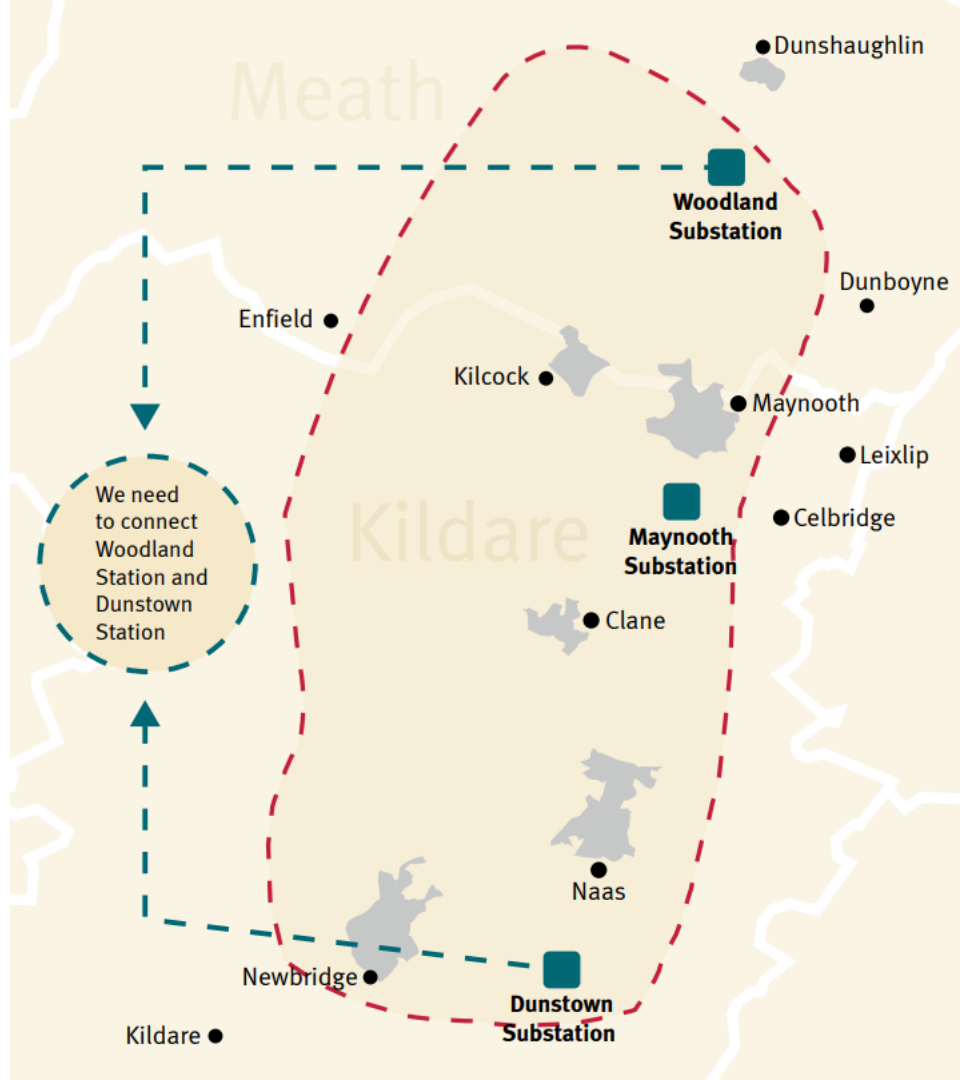 Dunshaughlin
Meath
Woodland
Substation
Dunboyne
Enfield
Kilcock
Maynooth
Leixlip
We need
to connect
Woodland
Station and
Dunstown
Station
Kildare
Celbridge
Maynooth
Substation
Clane
Naas
Newbridge
Dunstown
Substation
Kildare